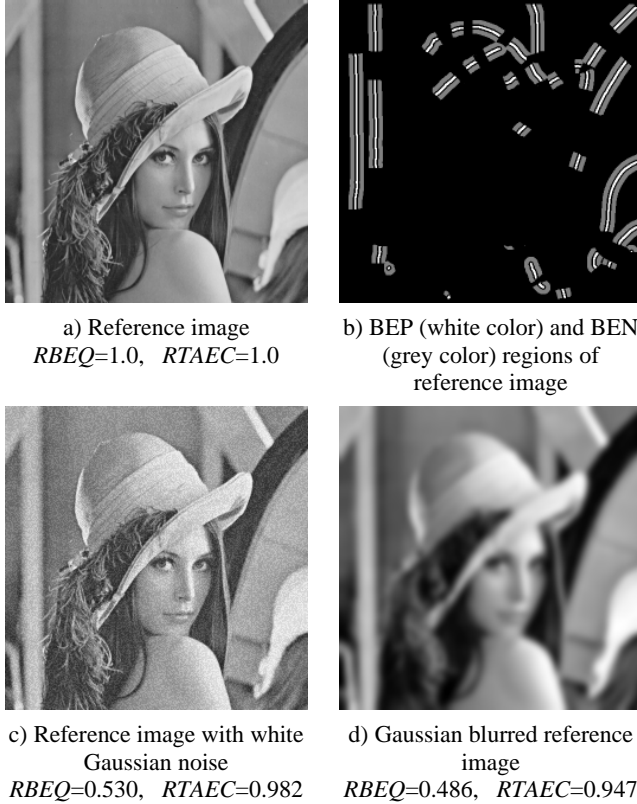 a) Reference image
RBEQ=1.0, RTAEC=1.0
b) BEP (white color) and BEN
(grey color) regions of
reference image
c) Reference image with white
Gaussian noise
RBEQ=0.530, RTAEC=0.982
d) Gaussian blurred reference
image
RBEQ=0.486, RTAEC=0.947